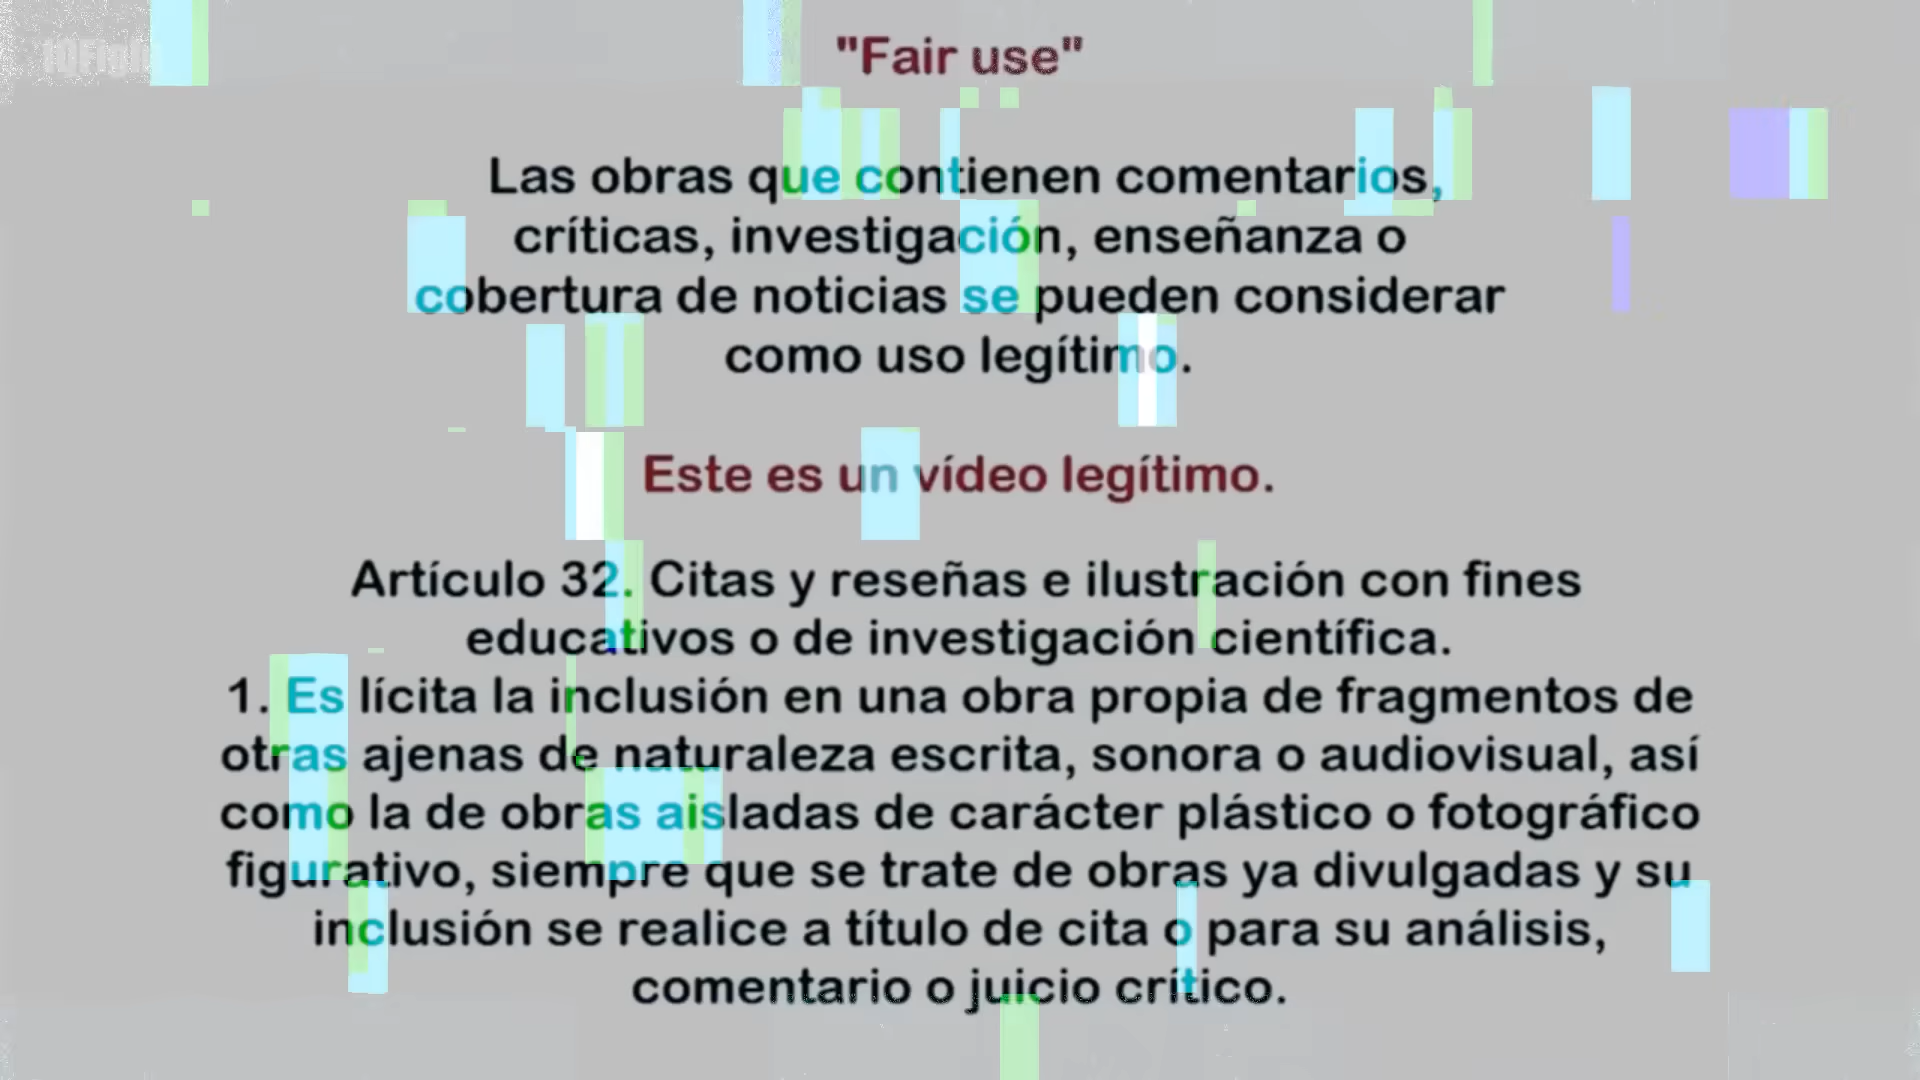 "Fair use"
Las obras que contienen comentarios,
críticas, investigación, enseñanza o
cobertura de noticias se pueden considerar
como uso legítimo.
Este es un vídeo legítimo.
Artículo 32. Citas y reseñas e ilustración con fines
educativos o de investigación científica.
1. Es lícita la inclusión en una obra propia de fragmentos de
otras ajenas de naturaleza escrita, sonora o audiovisual, así
como la de obras aisladas de carácter plástico o fotográfico
figurativo, siempre que se trate de obras ya divulgadas y su
inclusión se realice a título de cita o para su análisis,
comentario o juicio crítico.